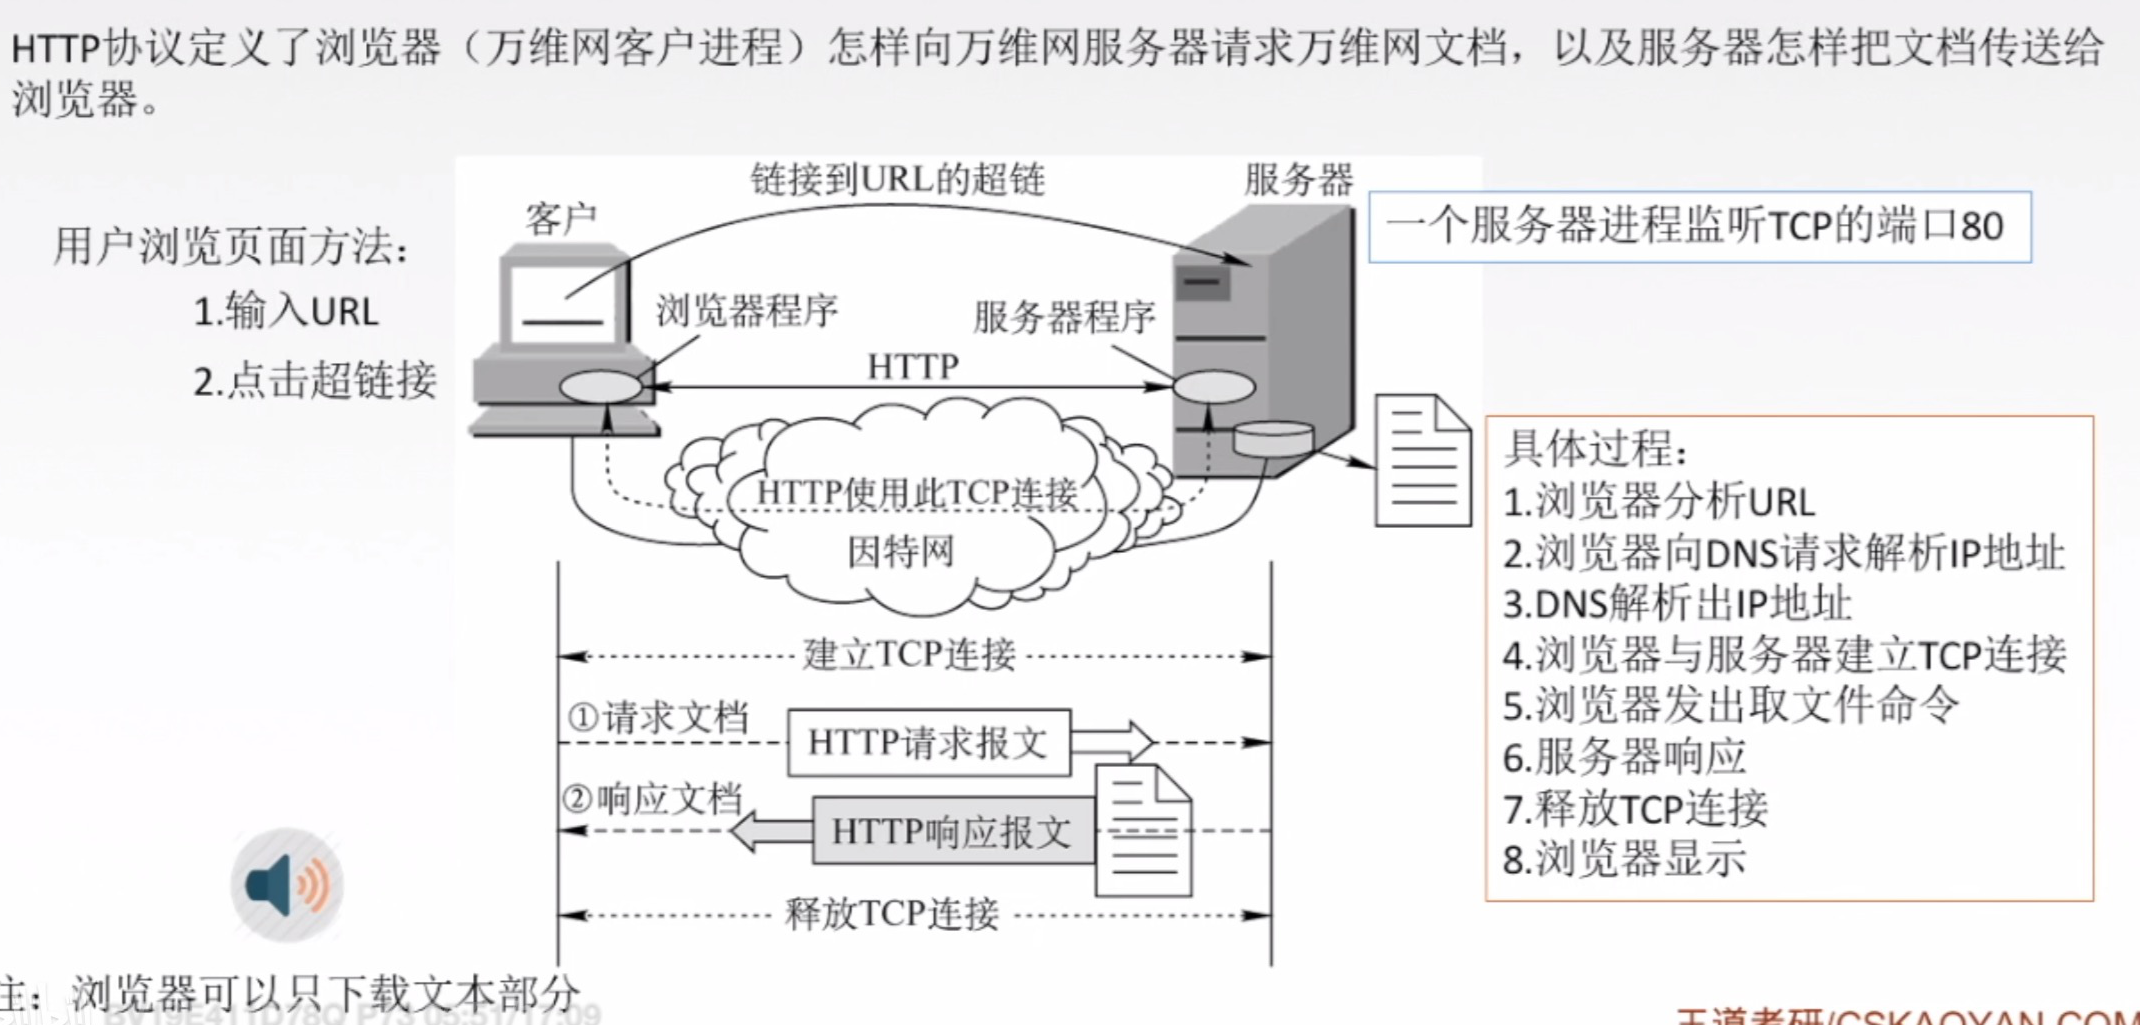 HTTP协议定义了浏览器（万维网客户进程）怎样向万维网服务器请求万维网文档，以及服务器怎样把文档传送给
浏览器。
链接到URL的超链
服务器
客户
一个服务器进程监听TCP的端口80
用户浏览页面方法：
1.输入URL
2.点击超链接
浏览器程序
服务器程序
HTTP
HTTP使用此TCP连接
因特网
具体过程：
1.浏览器分析URL
2.浏览器向DNS请求解析IP地址
3.DNS解析出IP地址
4.浏览器与服务器建立TCP连接
5.浏览器发出取文件命令
6.服务器响应
7.释放TCP连接
8.浏览器显示
建立TCP连接
①请求文档
HTTP请求报文
②响应文档
HTTP响应报文
释放TCP连接
注：浏览器可以只下载文本部分
BV19E411D78Q P73 05:51/17:09
王道考研/CSKAOYAN.COM